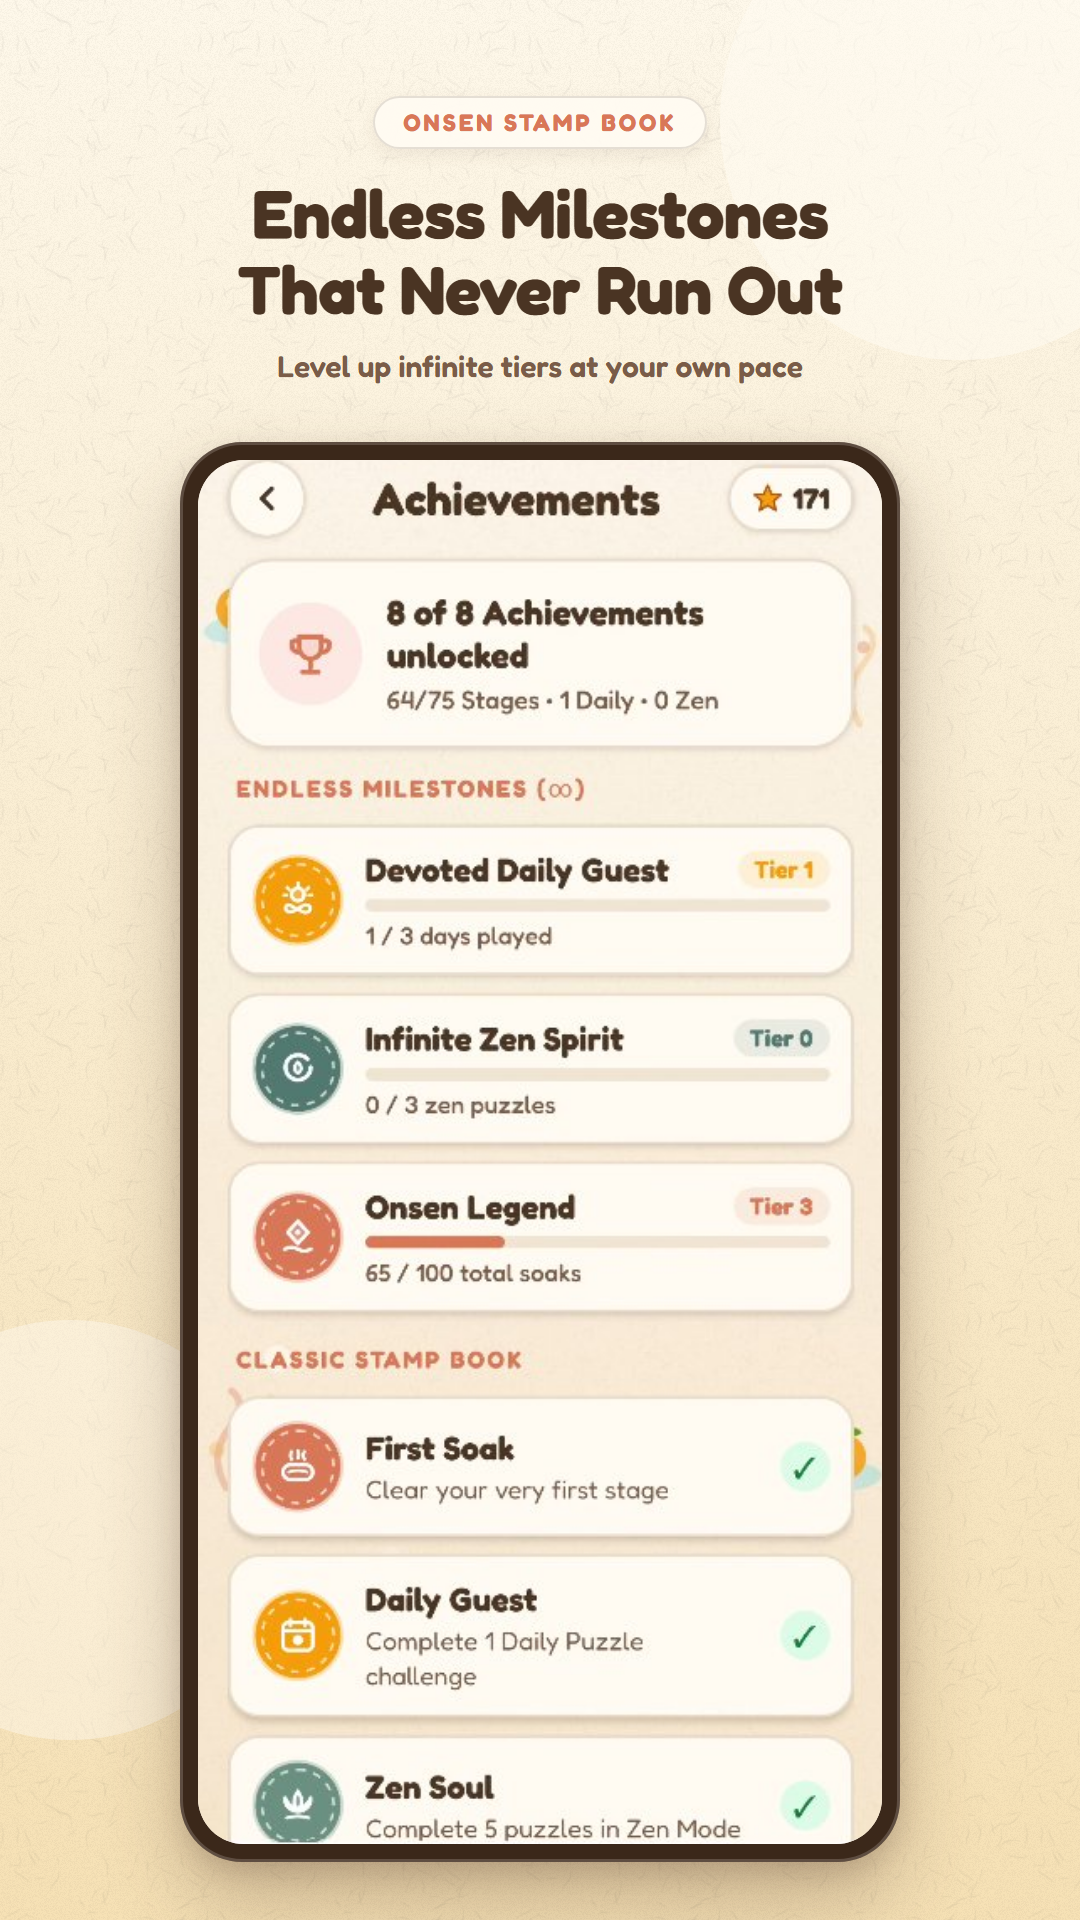 ONSEN STAMP BOOK
Endless Milestones
That Never Run Out
Level up infinite tiers at your own pace
Achievements
171
8 of 8 Achievements
unlocked
64/75 Stages • 1 Daily • 0 Zen
ENDLESS MILESTONES (∞)
Devoted Daily Guest
Tier 1
1 / 3 days played
Infinite Zen Spirit
Tier 0
0 / 3 zen puzzles
Onsen Legend
Tier 3
65 / 100 total soaks
CLASSIC STAMP BOOK
First Soak
Clear your very first stage
Daily Guest
Complete 1 Daily Puzzle
challenge
Zen Soul
Complete 5 puzzles in Zen Mode